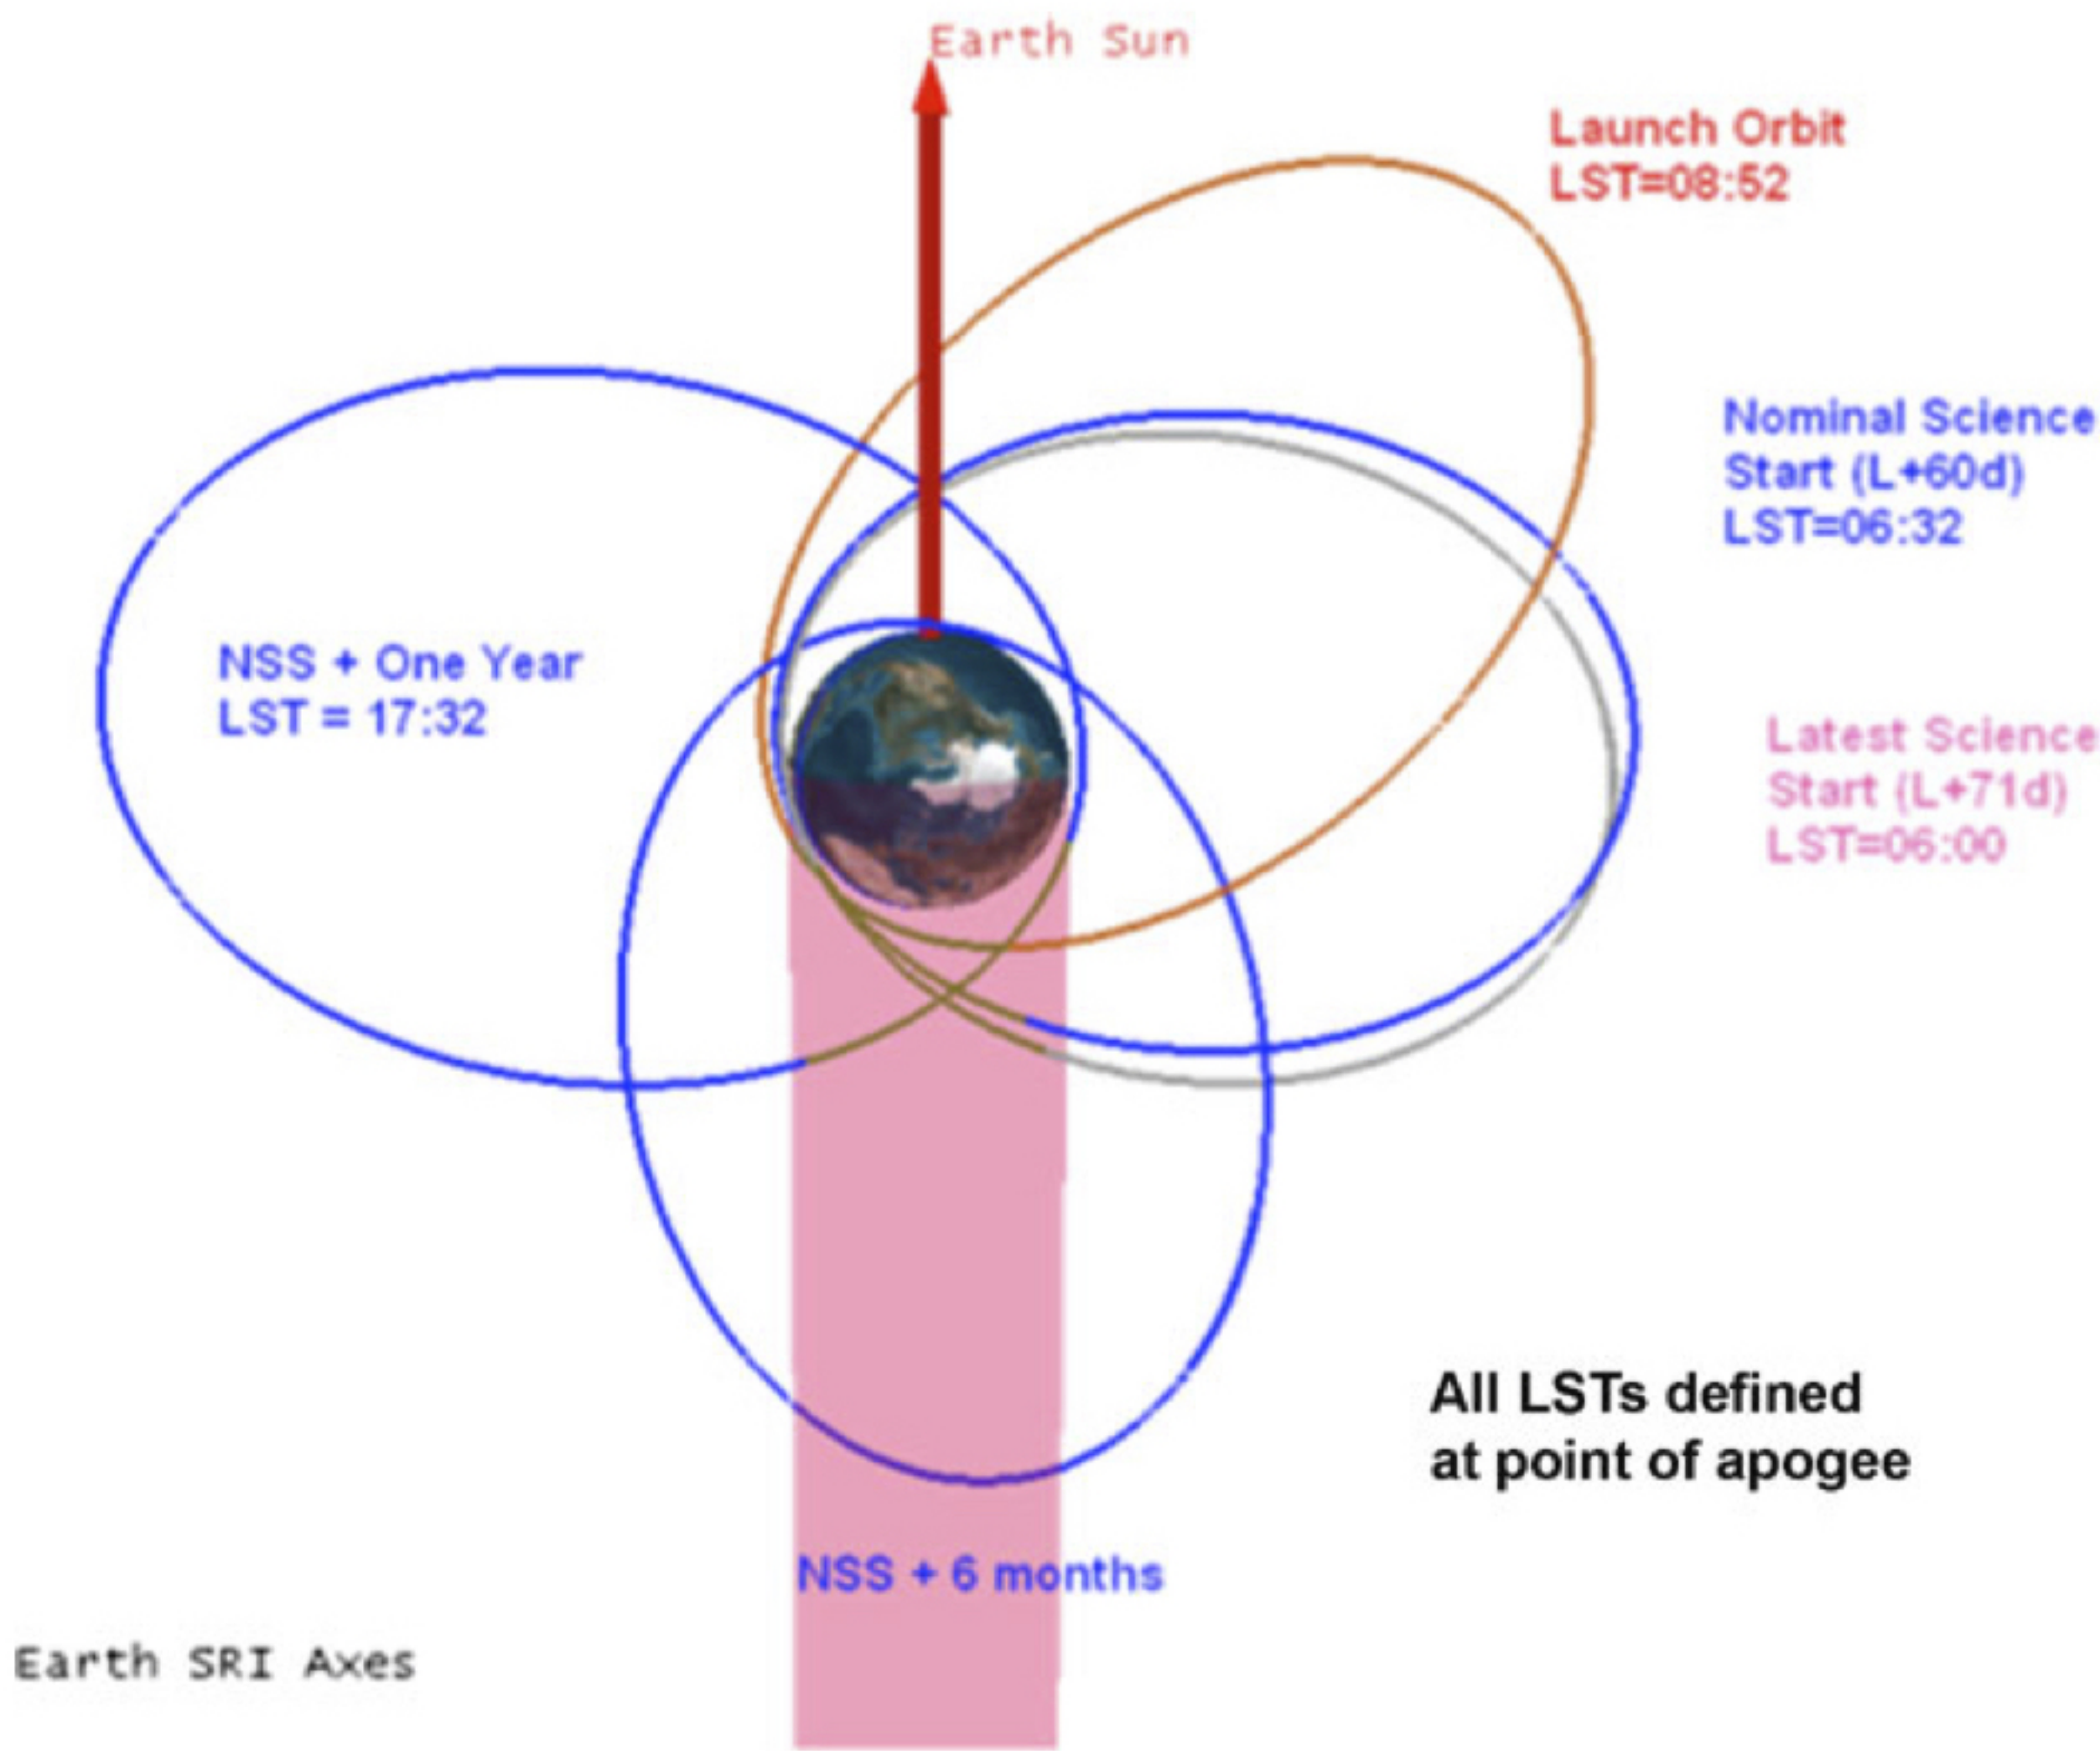 Earth Sun
Launch Orbit
LST=08:52
Nominal Science
Start (L+60d)
LST=06:32
NSS + One Year
LST = 17:32
Latest Science
Start (L+71d)
LST=06:00
All LSTs defined
at point of apogee
NSS + 6 months
Earth SRI Axes